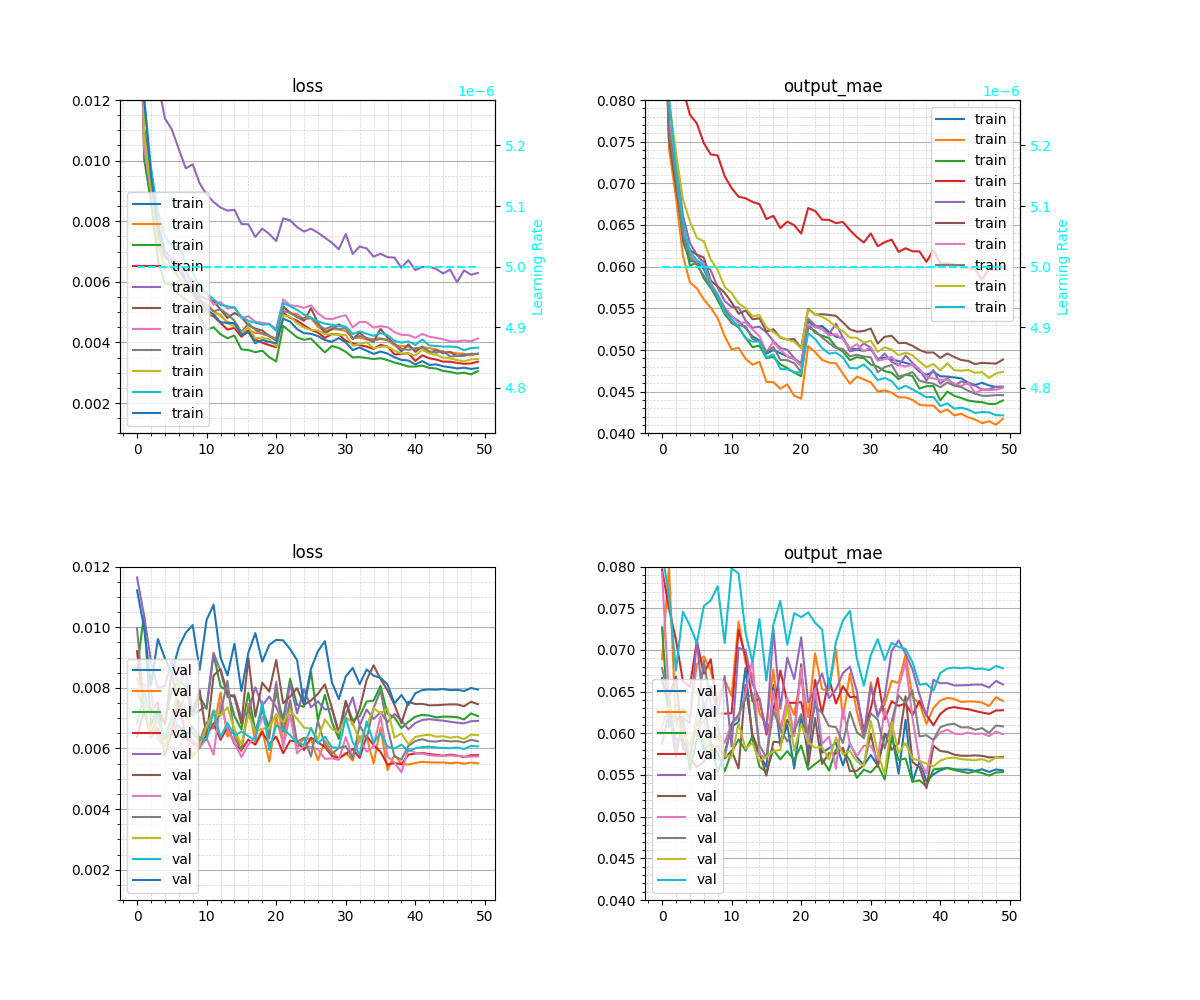 loss
1e−6
0.012
0.010
0.008
0.006
0.004
0.002
train
train
train
train
train
train
train
train
train
train
train
0
10
20
30
40
50
5.2
5.1
5.0
4.9
4.8
Learning Rate
output_mae
1e−6
0.080
0.075
0.070
0.065
0.060
0.055
0.050
0.045
0.040
train
train
train
train
train
train
train
train
train
train
0
10
20
30
40
50
5.2
5.1
5.0
4.9
4.8
Learning Rate
loss
0.012
0.010
0.008
0.006
0.004
0.002
val
val
val
val
val
val
val
val
val
val
val
0
10
20
30
40
50
output_mae
0.080
0.075
0.070
0.065
0.060
0.055
0.050
0.045
0.040
val
val
val
val
val
val
val
val
val
val
0
10
20
30
40
50